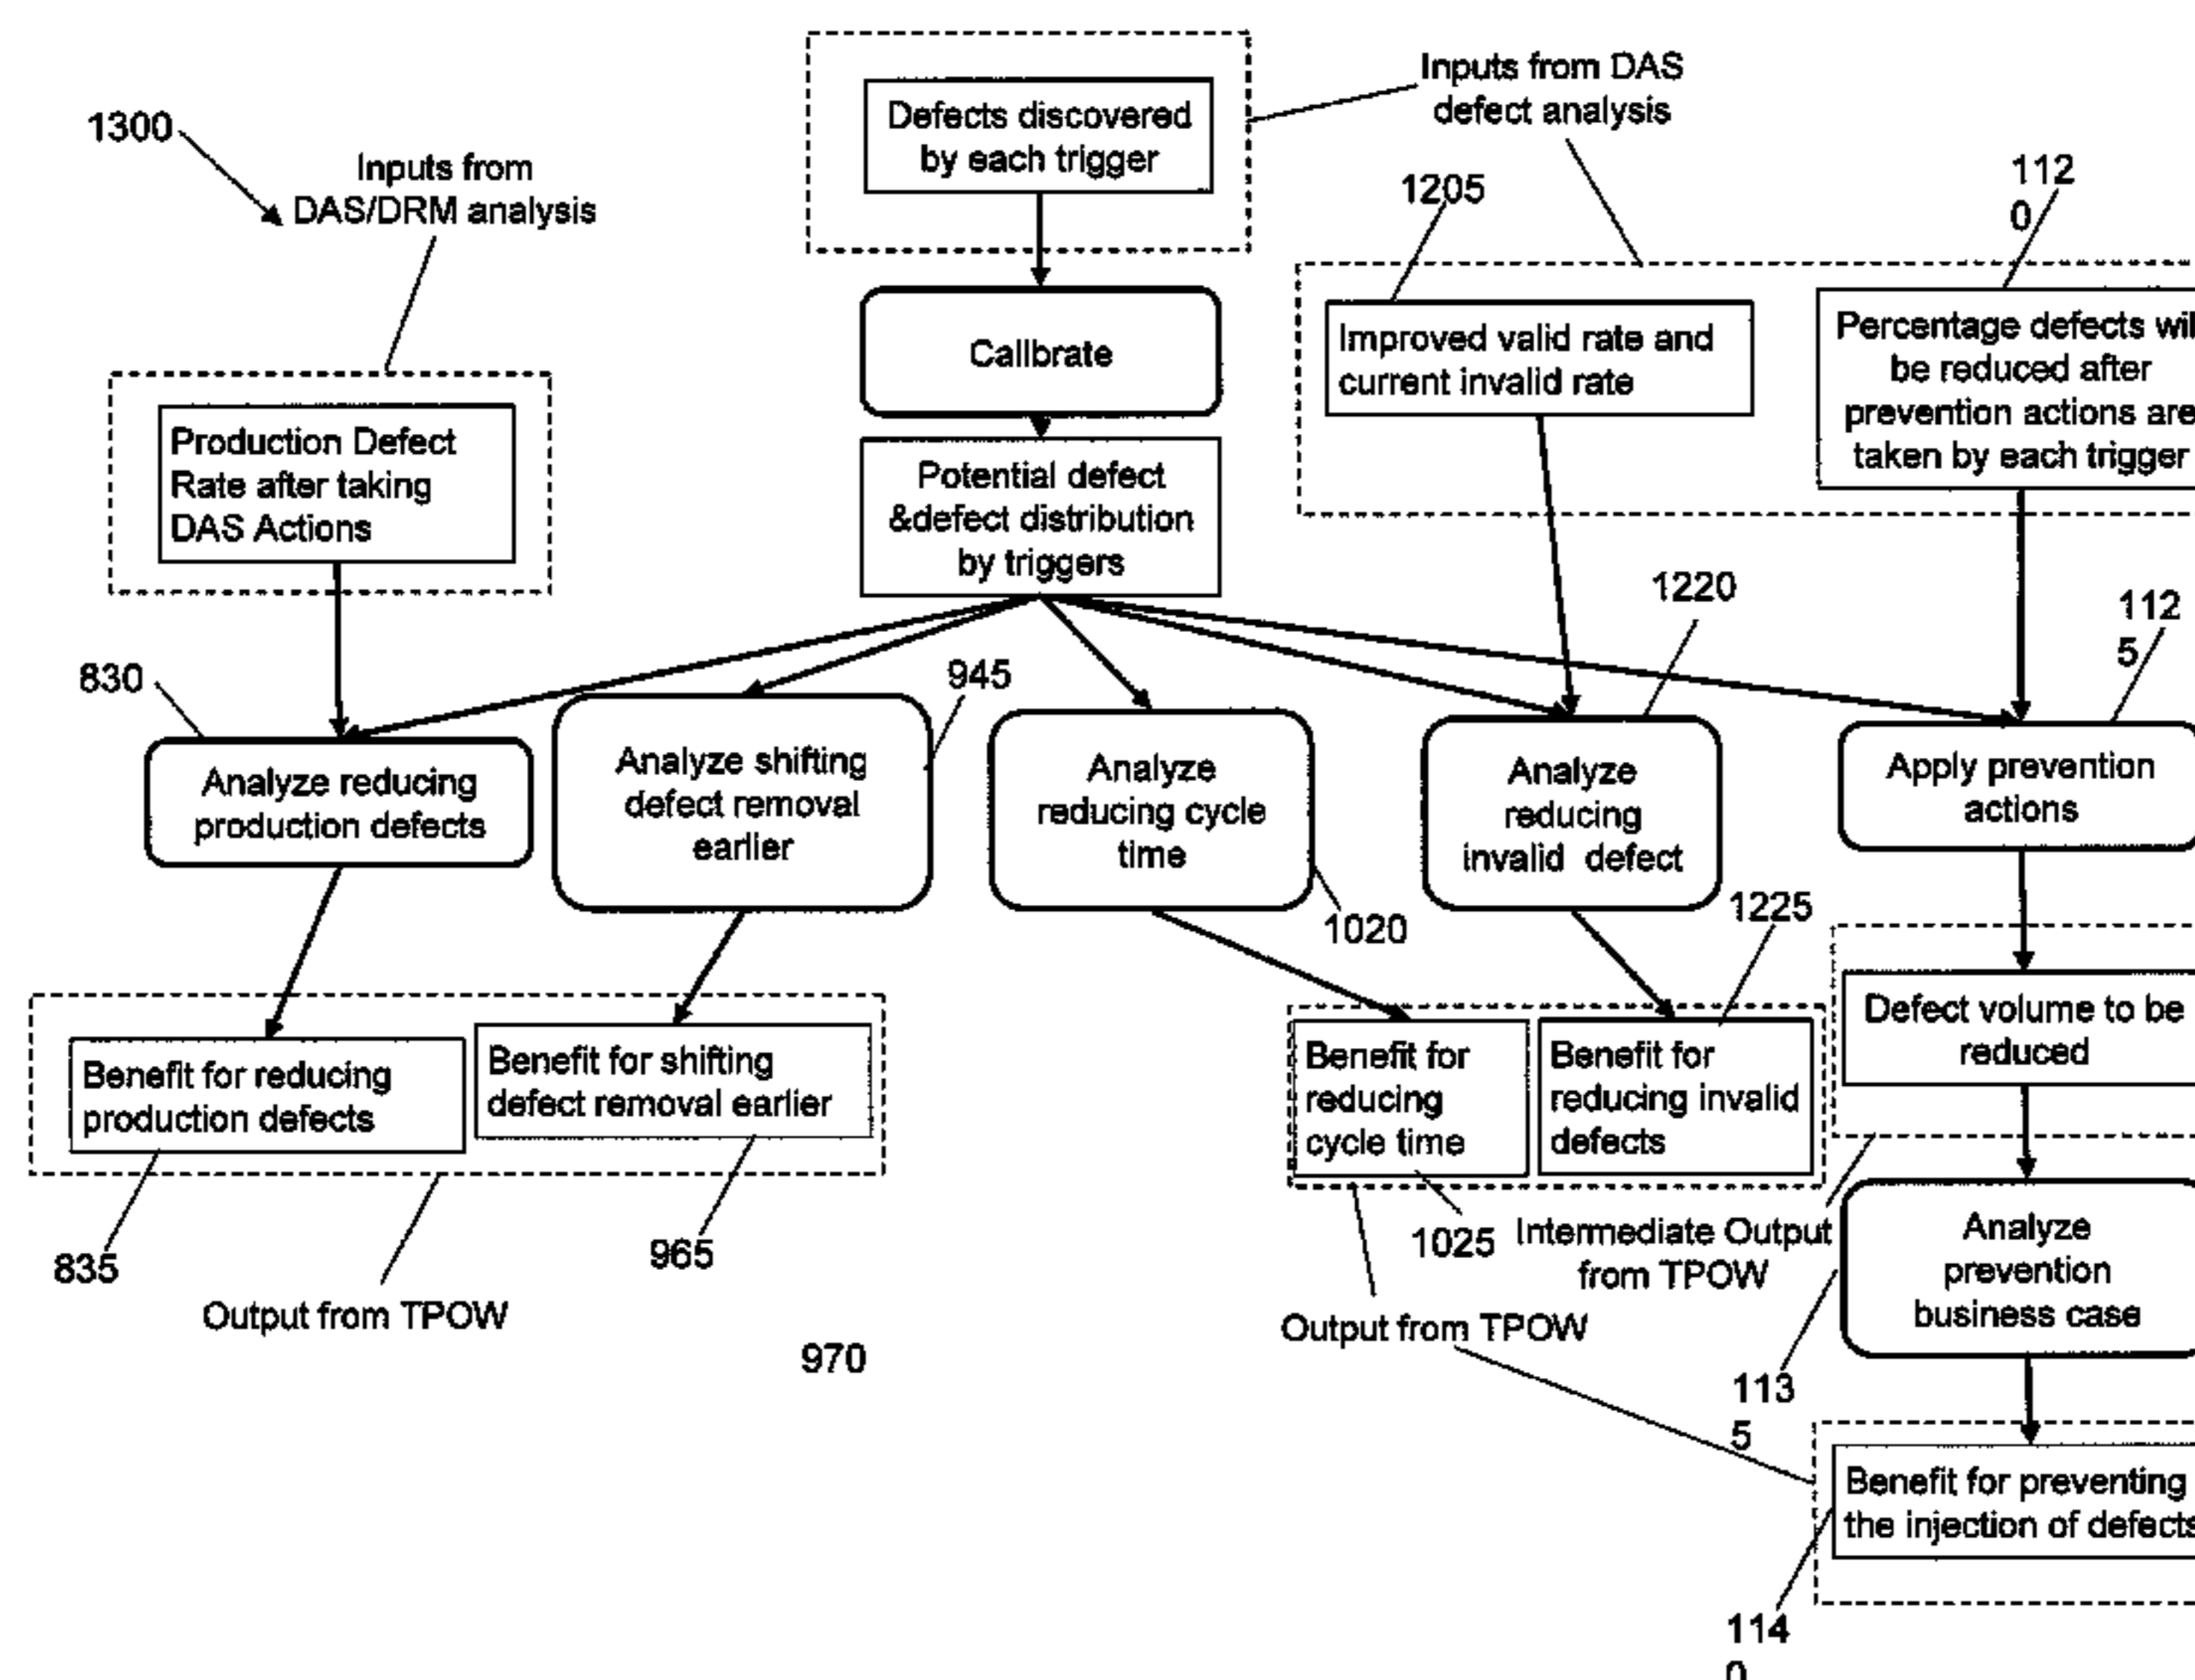 1300
Inputs from
DAS/DRM analysis
Defects discovered
by each trigger
Inputs from DAS
defect analysis
1205
112
0
Calibrate
Improved valid rate and
current invalid rate
Percentage defects will
be reduced after
prevention actions are
taken by each trigger
Production Defect
Rate after taking
DAS Actions
Potential defect
&defect distribution
by triggers
1220
112
5
830
945
Analyze reducing
production defects
Analyze shifting
defect removal
earlier
Analyze
reducing cycle
time
Analyze
reducing
invalid defect
Apply prevention
actions
1020
1225
Defect volume to be
reduced
Benefit for reducing
production defects
Benefit for shifting
defect removal earlier
Benefit for
reducing
cycle time
Benefit for
reducing invalid
defects
835
965
1025
Intermediate Output
from TPOW
Analyze
prevention
business case
Output from TPOW
Output from TPOW
970
113
5
Benefit for preventing
the injection of defects
114
0